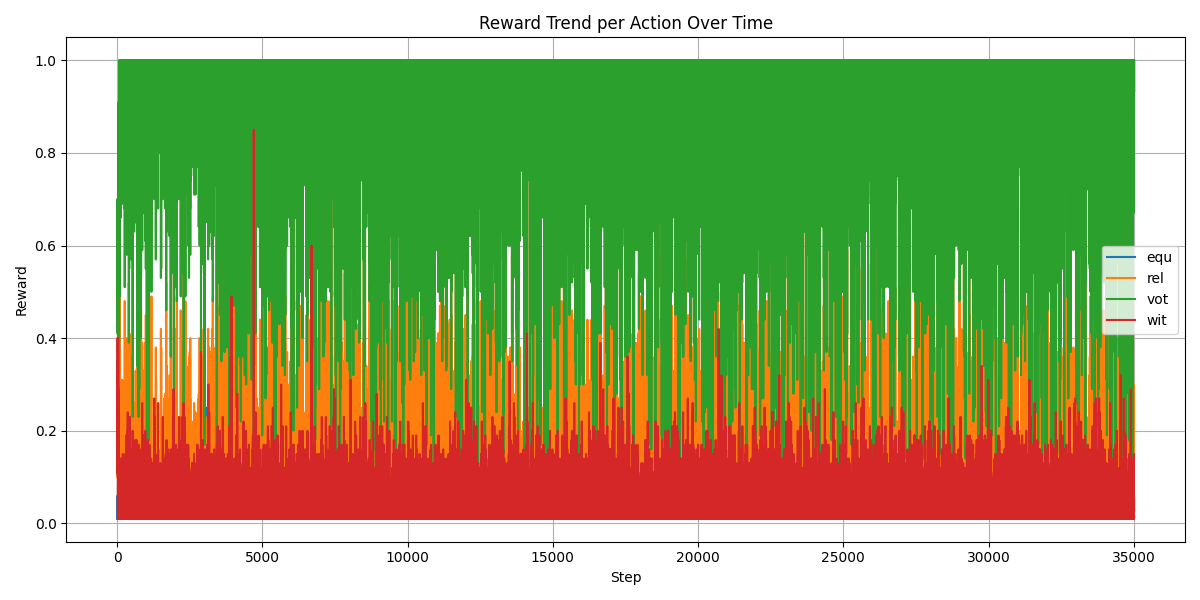 Reward Trend per Action Over Time
Reward
1.0
0.8
0.6
0.4
0.2
0.0
equ
rel
vot
wit
0 5000 10000 15000 20000 25000 30000 35000
Step